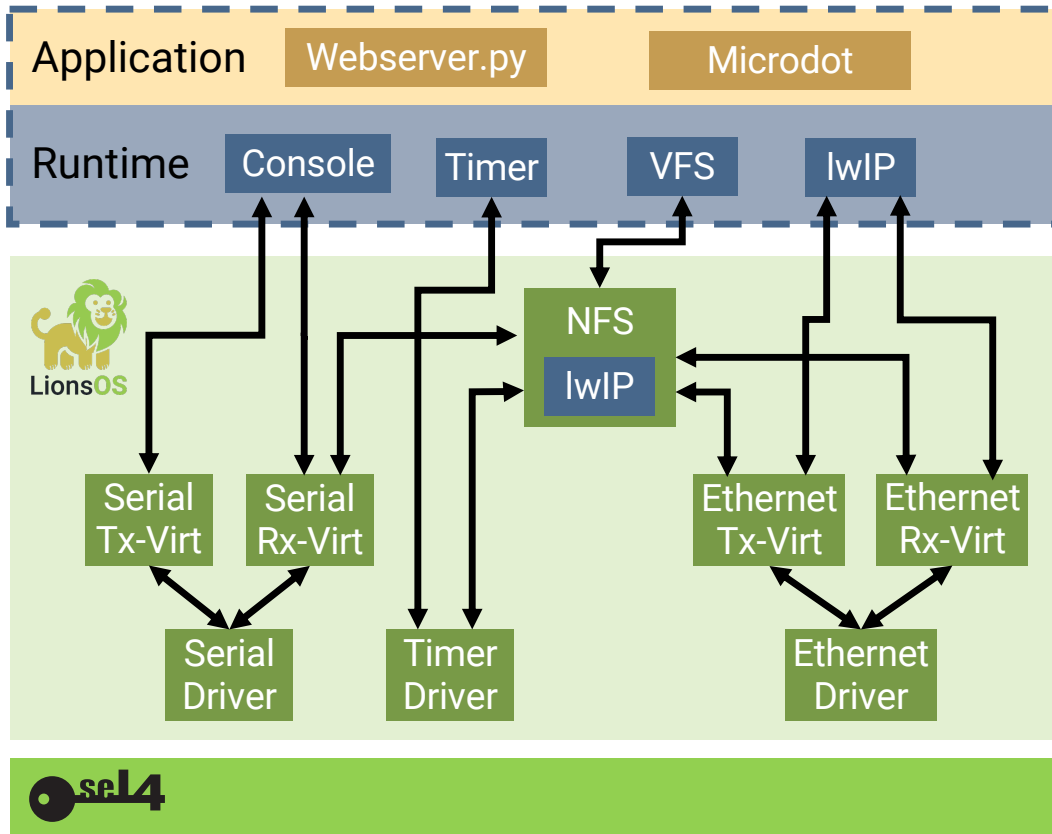 Application
Webserver.py
Microdot
Runtime
Console
Timer
VFS
lwIP
LionsOS
NFS
lwIP
Serial
Tx-Virt
Serial
Rx-Virt
Ethernet
Tx-Virt
Ethernet
Rx-Virt
Serial
Driver
Timer
Driver
Ethernet
Driver
seL4